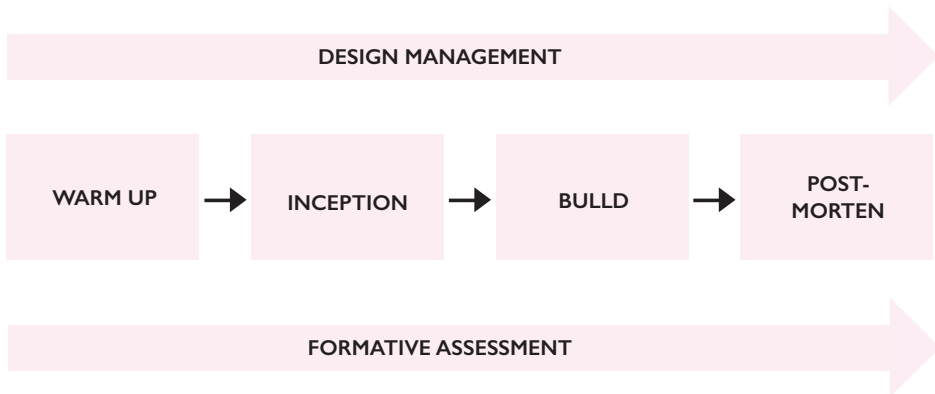 DESIGN MANAGEMENT
WARM UP
INCEPTION
BULLD
POST-
MORTEN
FORMATIVE ASSESSMENT